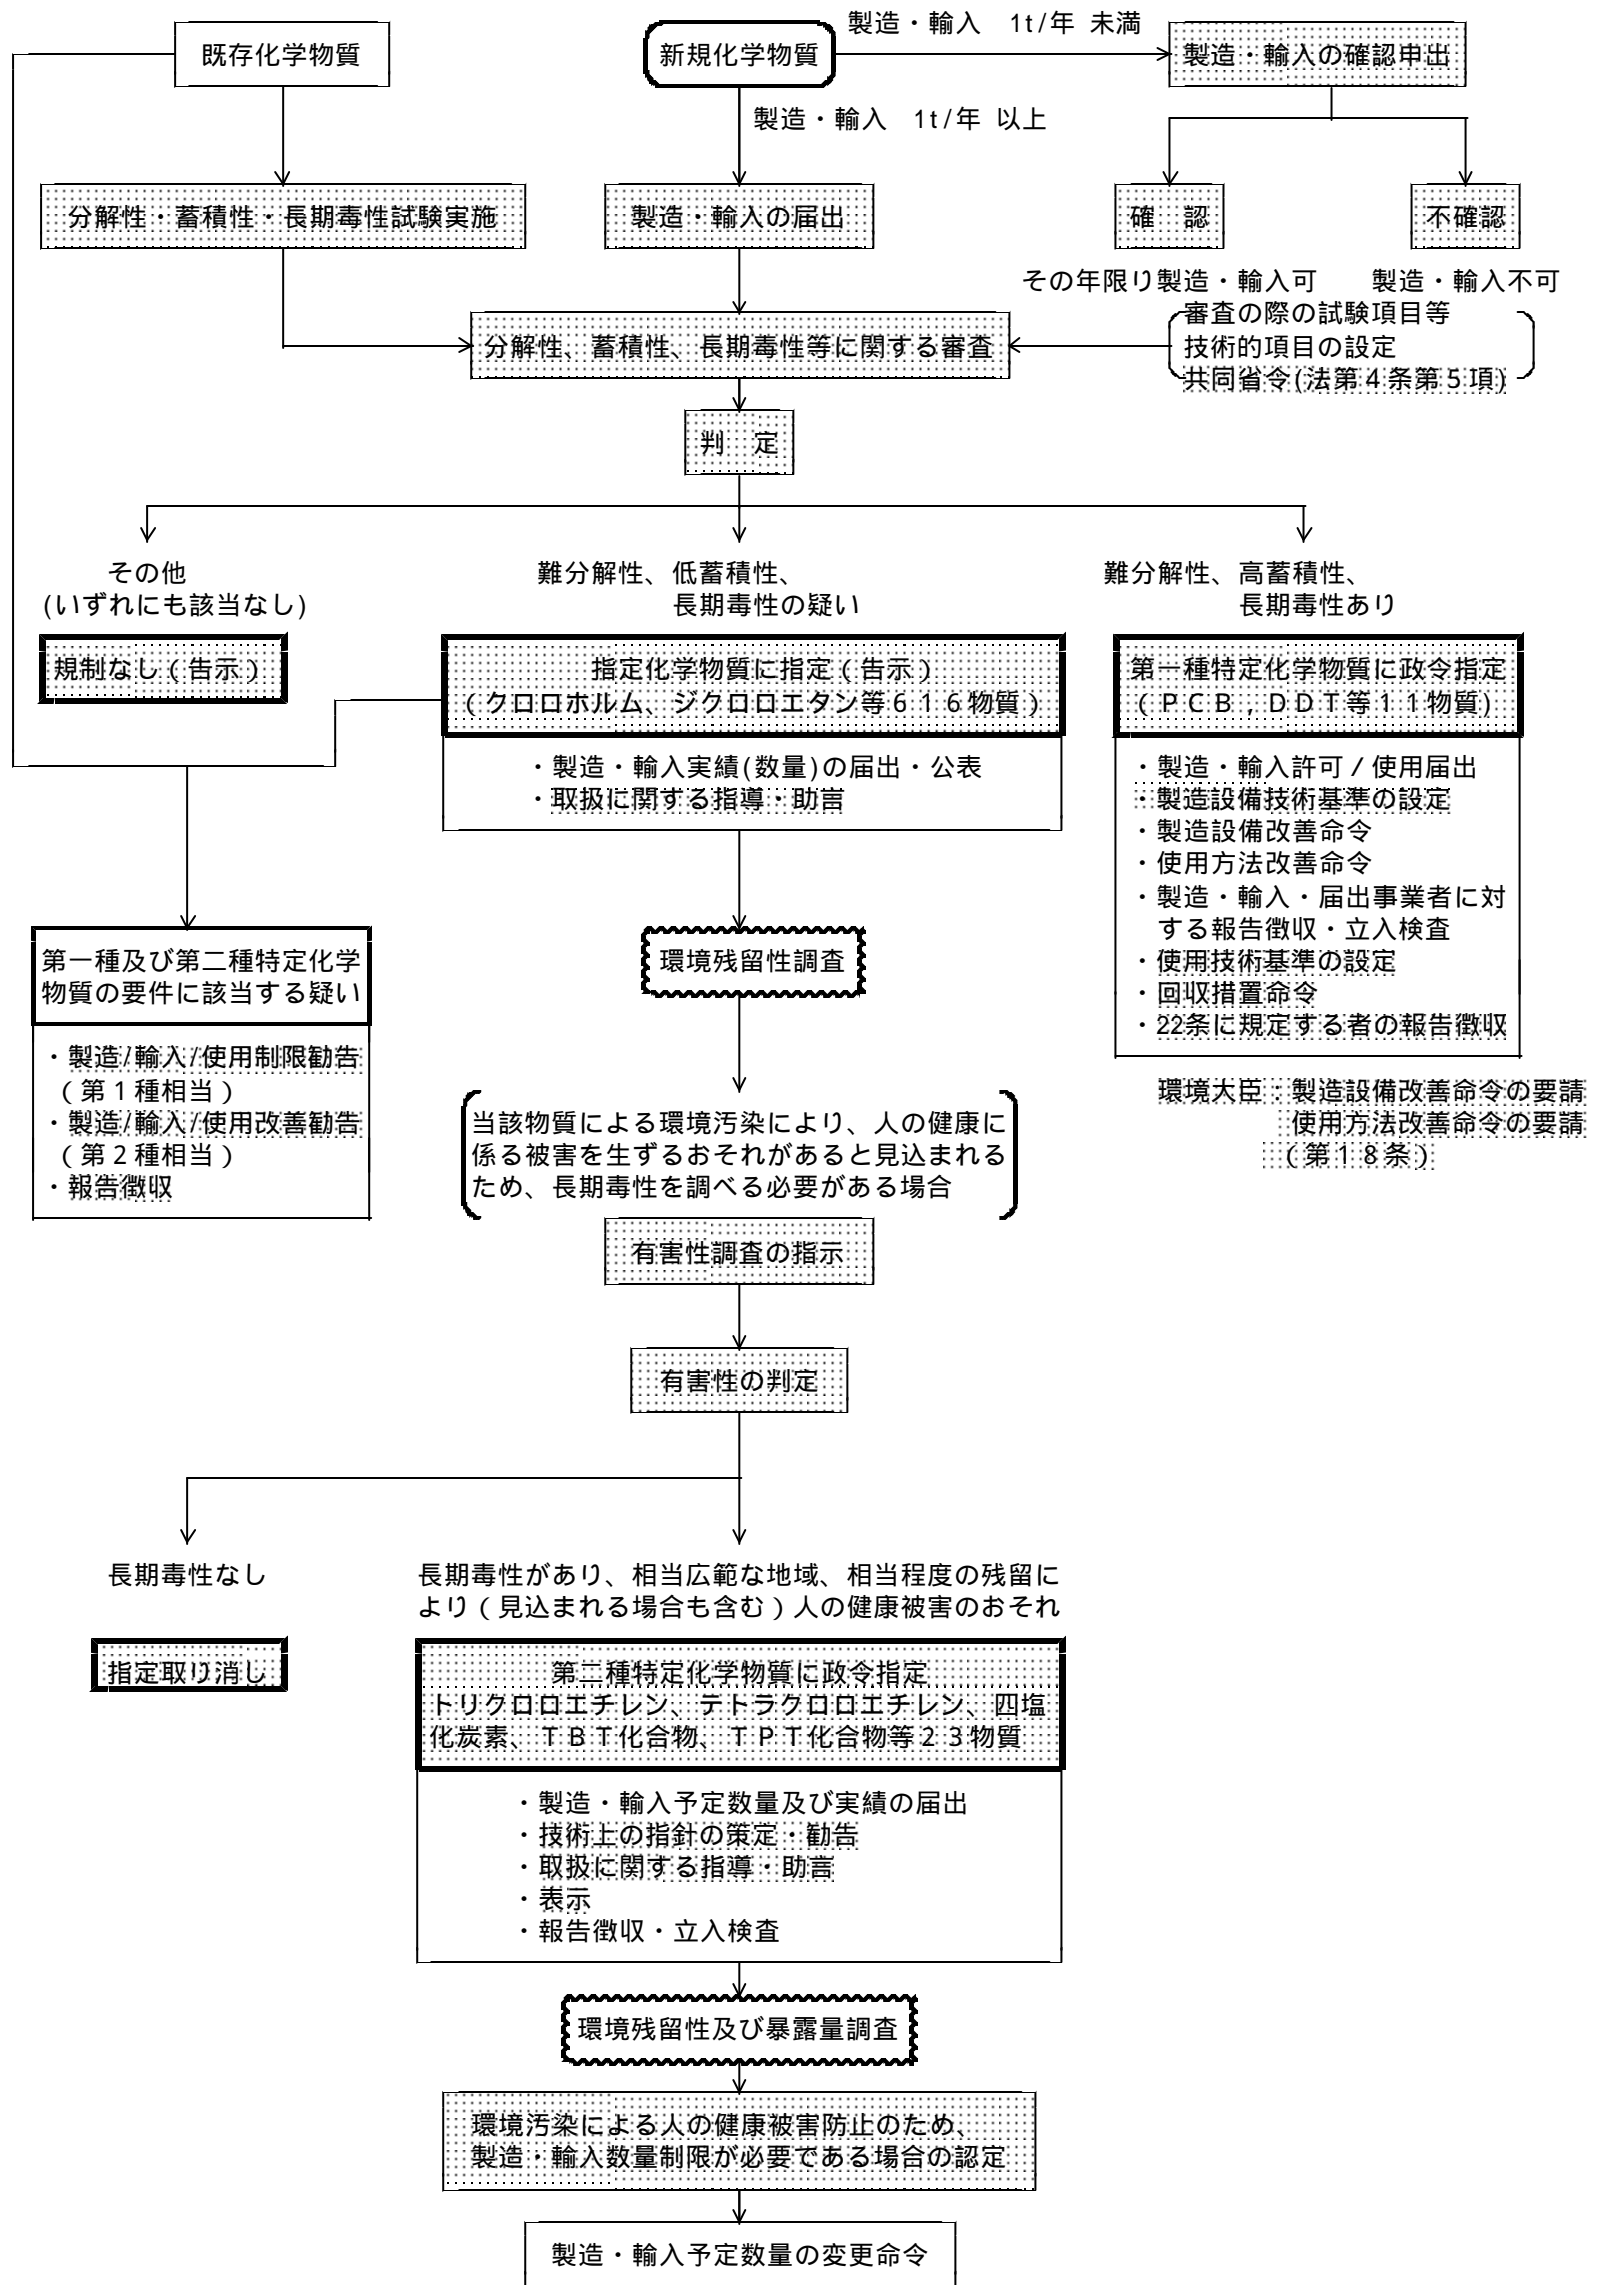 既存化学物質
新規化学物質
製造・輸入　1t/年 未満
製造・輸入の確認申出
製造・輸入　1t/年 以上
分解性・蓄積性・長期毒性試験実施
製造・輸入の届出
確　認
不確認
その年限り製造・輸入可
製造・輸入不可
分解性、蓄積性、長期毒性等に関する審査
審査の際の試験項目等
技術的項目の設定
共同省令(法第4条第5項)
判　定
その他
(いずれにも該当なし)
難分解性、低蓄積性、
長期毒性の疑い
難分解性、高蓄積性、
長期毒性あり
規制なし（告示）
指定化学物質に指定（告示）
（クロロホルム、ジクロロエタン等６１６物質）
・製造・輸入実績(数量)の届出・公表
・取扱に関する指導・助言
第一種特定化学物質に政令指定
（ＰＣＢ，ＤＤＴ等１１物質)
・製造・輸入許可／使用届出
・製造設備技術基準の設定
・製造設備改善命令
・使用方法改善命令
・製造・輸入・届出事業者に対
する報告徴収・立入検査
・使用技術基準の設定
・回収措置命令
・22条に規定する者の報告徴収
環境大臣：製造設備改善命令の要請
使用方法改善命令の要請
（第１８条）
第一種及び第二種特定化学
物質の要件に該当する疑い
・製造/輸入/使用制限勧告
（第１種相当）
・製造/輸入/使用改善勧告
（第２種相当）
・報告徴収
環境残留性調査
当該物質による環境汚染により、人の健康に
係る被害を生ずるおそれがあると見込まれる
ため、長期毒性を調べる必要がある場合
有害性調査の指示
有害性の判定
長期毒性なし
長期毒性があり、相当広範な地域、相当程度の残留に
より（見込まれる場合も含む）人の健康被害のおそれ
指定取り消し
第二種特定化学物質に政令指定
トリクロロエチレン、テトラクロロエチレン、四塩
化炭素、ＴＢＴ化合物、ＴＰＴ化合物等２３物質
・製造・輸入予定数量及び実績の届出
・技術上の指針の策定・勧告
・取扱に関する指導・助言
・表示
・報告徴収・立入検査
環境残留性及び暴露量調査
環境汚染による人の健康被害防止のため、
製造・輸入数量制限が必要である場合の認定
製造・輸入予定数量の変更命令